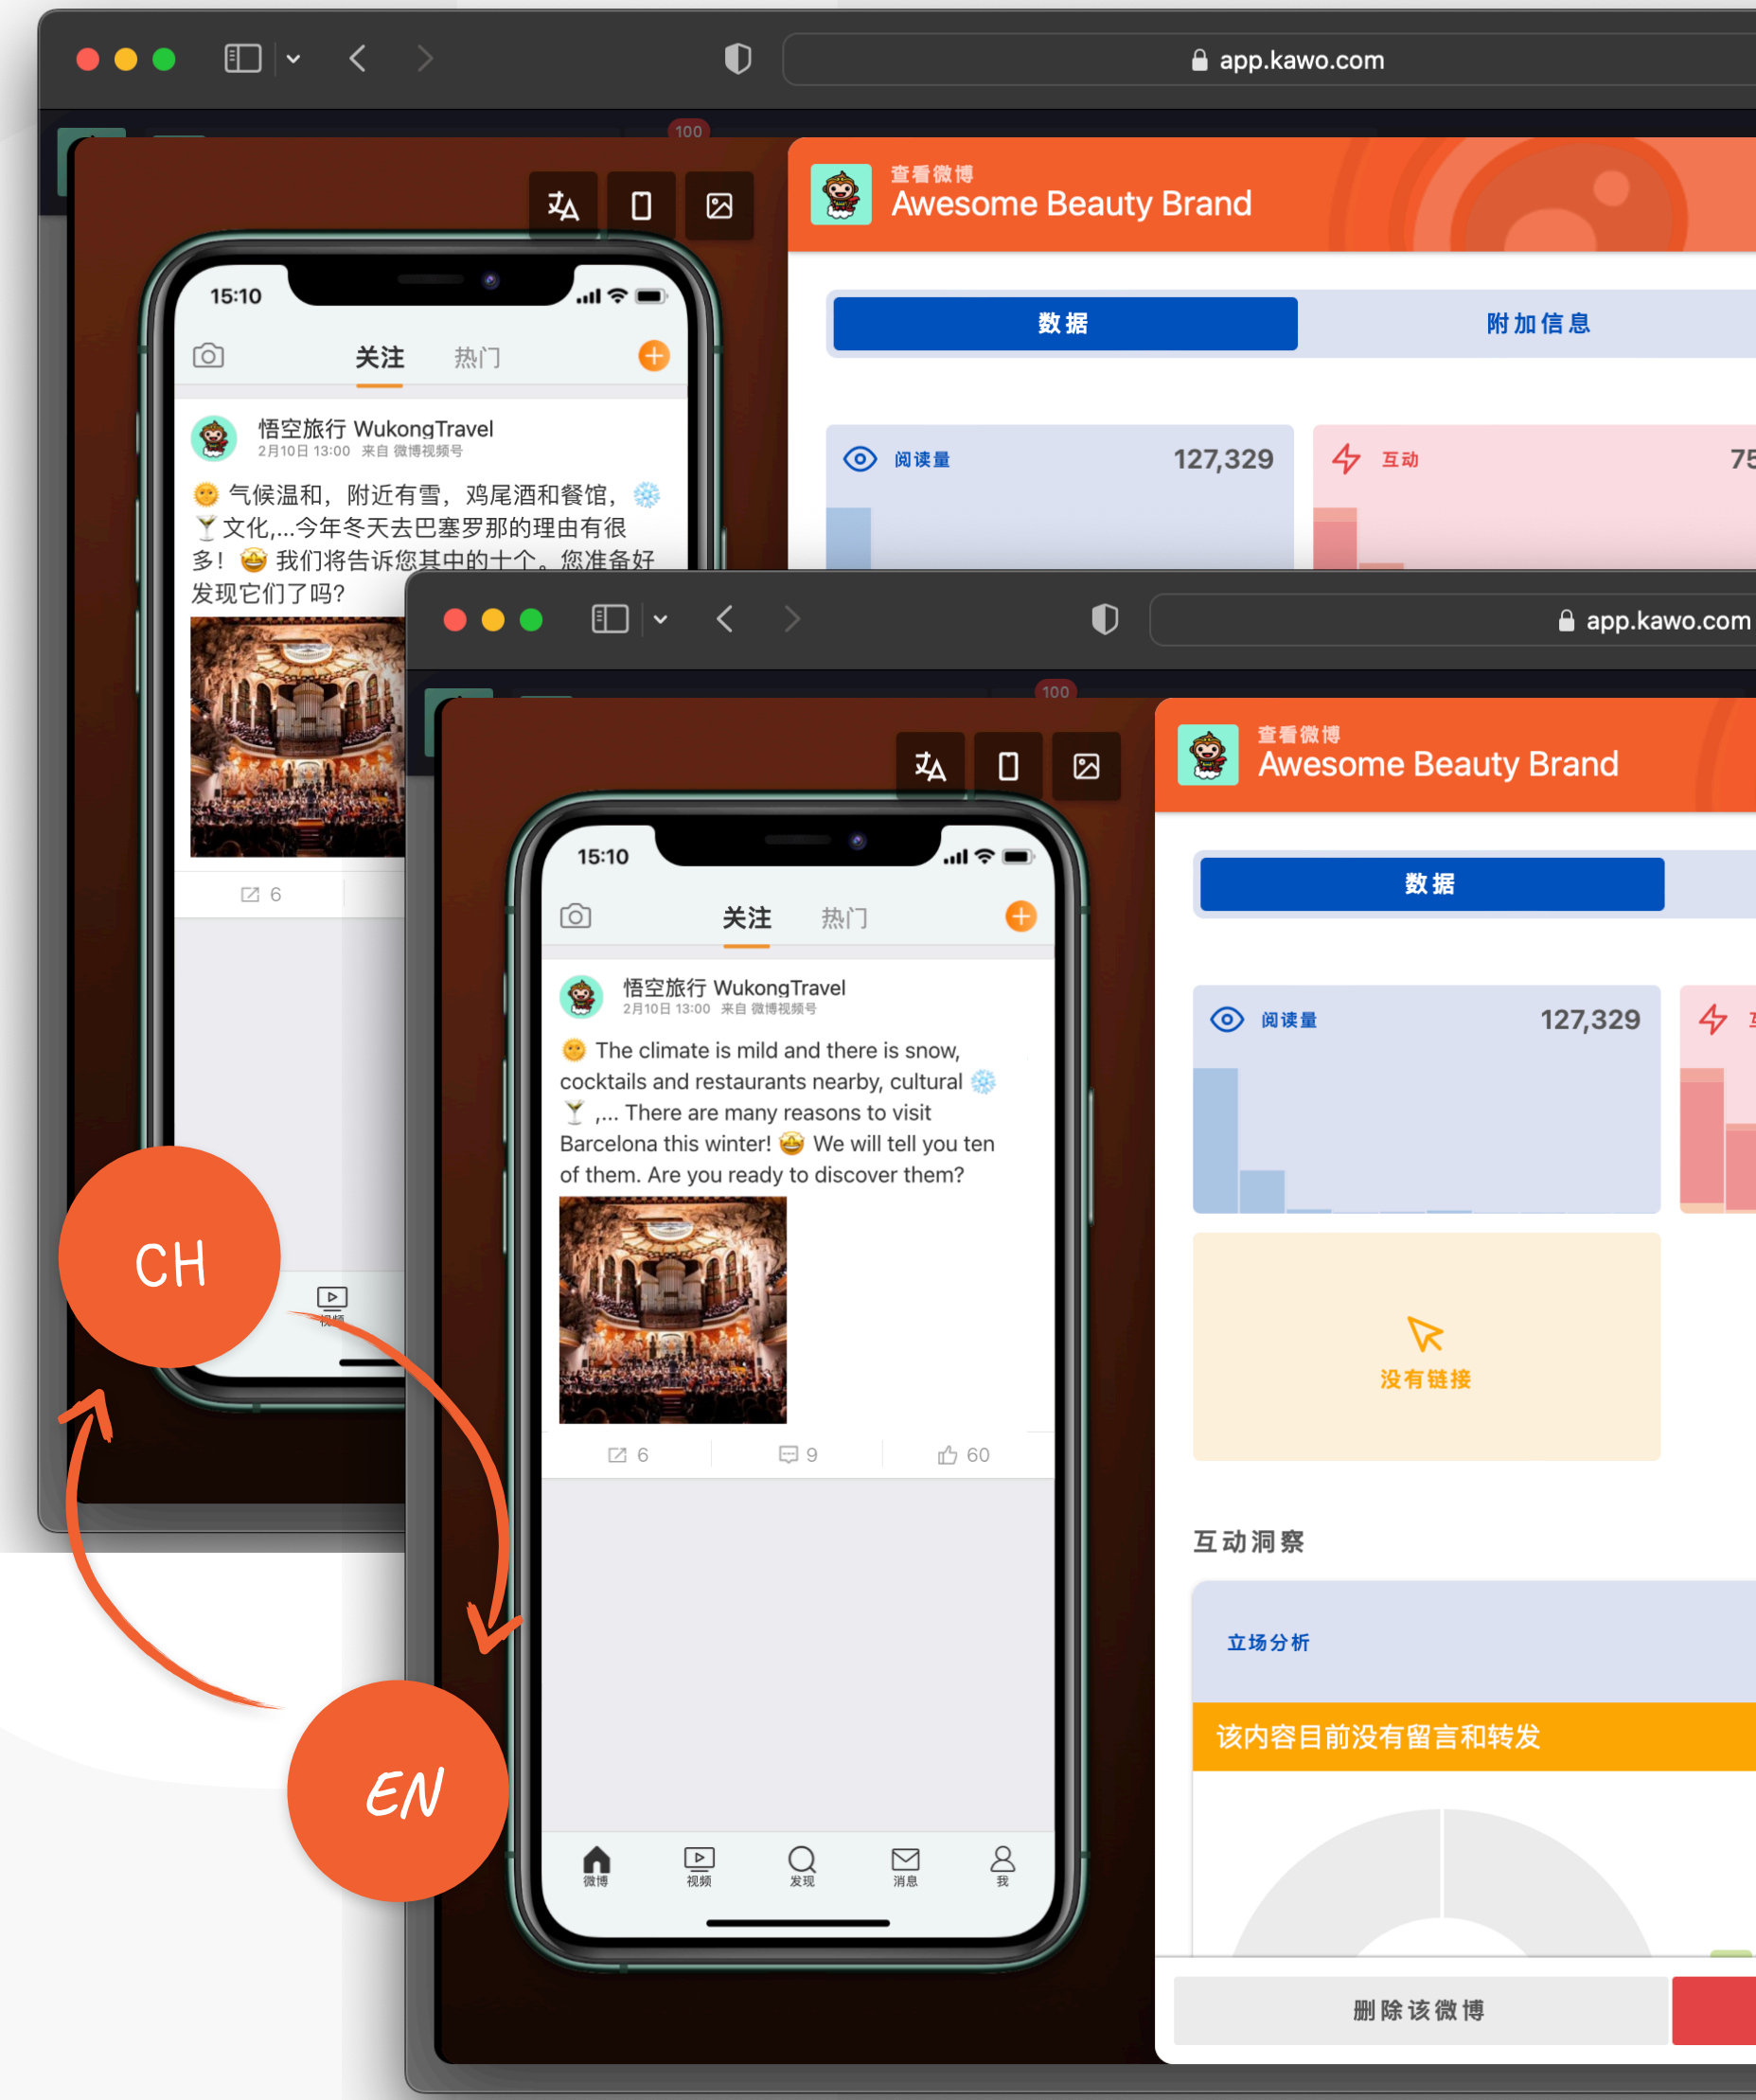 app.kawo.com
100
查看微博
Awesome Beauty Brand
15:10
关注 热门
数据 附加信息
悟空旅行 WukongTravel
2月10日 13:00 来自 微博视频号
阅读量 127,329
互动 75
🌞 气候温和，附近有雪，鸡尾酒和餐馆，❄️
🍸文化,...今年冬天去巴塞罗那的理由有很
多！🤩 我们将告诉您其中的十个。您准备好
发现它们了吗?
6
视频
CH
app.kawo.com
100
查看微博
Awesome Beauty Brand
15:10
关注 热门
数据
悟空旅行 WukongTravel
2月10日 13:00 来自 微博视频号
阅读量 127,329
🌞 The climate is mild and there is snow,
cocktails and restaurants nearby, cultural ❄️
🍸 ,... There are many reasons to visit
Barcelona this winter! 🤩 We will tell you ten
of them. Are you ready to discover them?
6 9 60
没有链接
互动洞察
立场分析
该内容目前没有留言和转发
EN
微博 视频 发现 消息 我
删除该微博